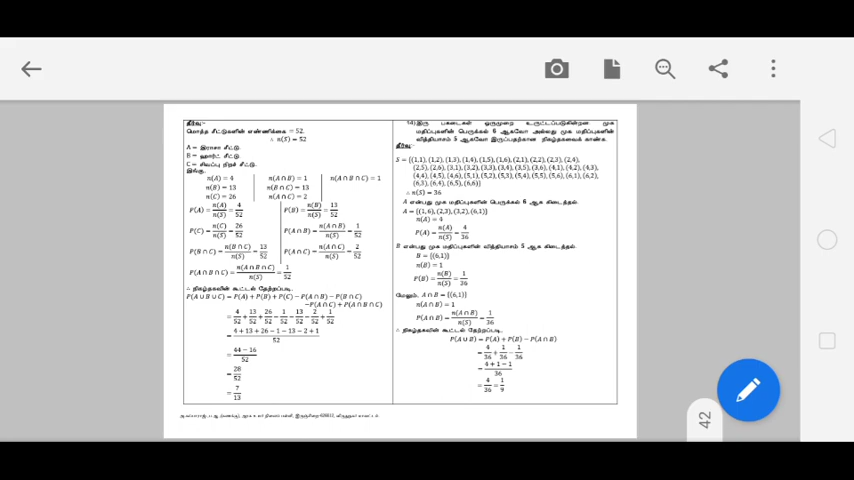 தீர்வு:-
மொத்த சீட்டுகளின் எண்ணிக்கை = 52.
∴ n(S) = 52
A = இராசா சீட்டு.
B = ஹார்ட் சீட்டு.
C = சிவப்பு நிறச் சீட்டு.
இங்கு,
n(A) = 4 n(A∩B) = 1 n(A∩B∩C) = 1
n(B) = 13 n(B∩C) = 13
n(C) = 26 n(A∩C) = 2
P(A) = n(A)/n(S) = 4/52 P(B) = n(B)/n(S) = 13/52
P(C) = n(C)/n(S) = 26/52 P(A∩B) = n(A∩B)/n(S) = 1/52
P(B∩C) = n(B∩C)/n(S) = 13/52 P(A∩C) = n(A∩C)/n(S) = 2/52
P(A∩B∩C) = n(A∩B∩C)/n(S) = 1/52
∴ நிகழ்தகவின் கூட்டல் தேற்றப்படி,
P(A∪B∪C) = P(A) + P(B) + P(C) − P(A∩B) − P(B∩C)
−P(A∩C) + P(A∩B∩C)
= 4/52 + 13/52 + 26/52 − 1/52 − 13/52 − 2/52 + 1/52
= 4 + 13 + 26 − 1 − 13 − 2 + 1/52
= 44 − 16/52
= 28/52
= 7/13
இரு பகடைகள் ஒருமுறை உருட்டப்படுகின்றன. முக
மதிப்புகளின் பெருக்கல் 6 ஆகவோ அல்லது முக மதிப்புகளின்
வித்தியாசம் 5 ஆகவோ இருப்பதற்கான நிகழ்தகவைக் காண்க.
தீர்வு:-
S = {(1,1), (1,2), (1,3), (1,4), (1,5), (1,6), (2,1), (2,2), (2,3), (2,4),
(2,5), (2,6), (3,1), (3,2), (3,3), (3,4), (3,5), (3,6), (4,1), (4,2), (4,3),
(4,4), (4,5), (4,6), (5,1), (5,2), (5,3), (5,4), (5,5), (5,6), (6,1), (6,2),
(6,3), (6,4), (6,5), (6,6)}
∴ n(S) = 36
A என்பது முக மதிப்புகளின் பெருக்கல் 6 ஆக கிடைத்தல்.
A = {(1,6), (2,3), (3,2), (6,1)}
n(A) = 4
P(A) = n(A)/n(S) = 4/36
B என்பது முக மதிப்புகளின் வித்தியாசம் 5 ஆக கிடைத்தல்.
B = {(6,1)}
n(B) = 1
P(B) = n(B)/n(S) = 1/36
மேலும், A∩B = {(6,1)}
n(A∩B) = 1
P(A∩B) = n(A∩B)/n(S) = 1/36
∴ நிகழ்தகவின் கூட்டல் தேற்றப்படி,
P(A∪B) = P(A) + P(B) − P(A∩B)
= 4/36 + 1/36 − 1/36
= 4 + 1 − 1/36
= 4/36 = 1/9
42